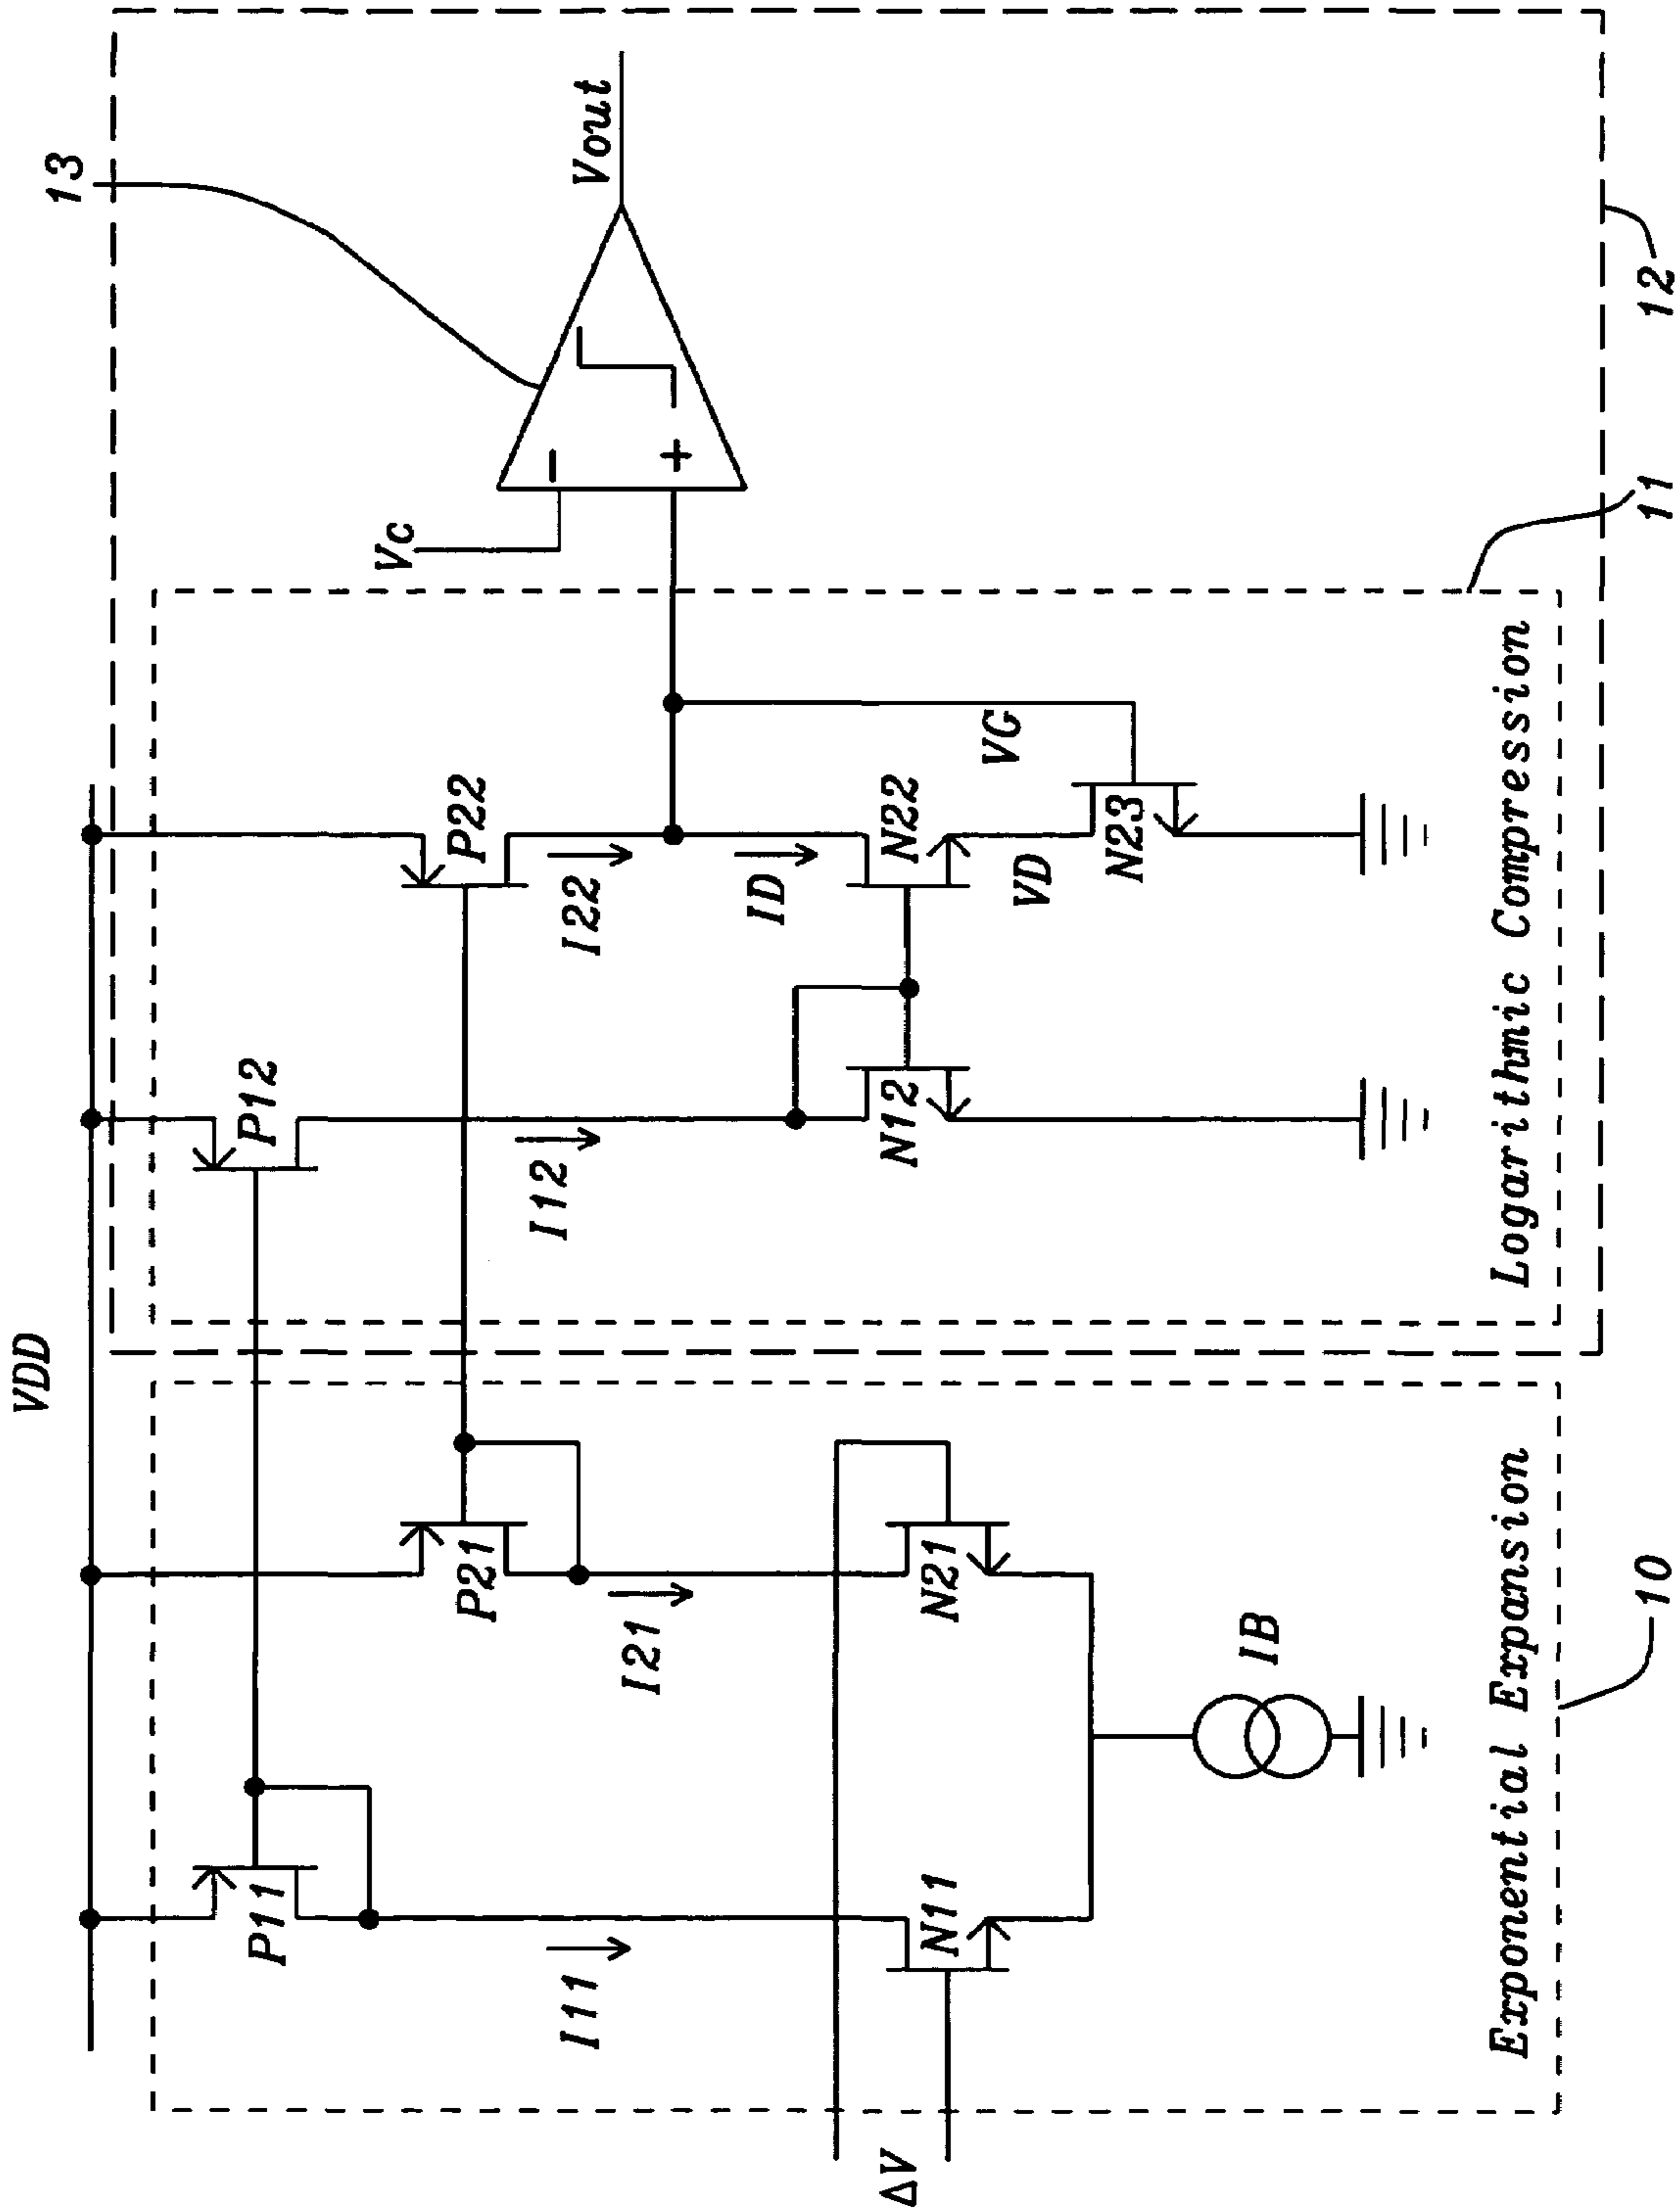 VDD
13
P11
P12
P21
P22
Vc
−
+
Vout
I11
I21
I12
I22
ID
VG
ΔV
N11
N21
N12
N22
VD
N23
IB
Exponential Expansion
Logarithmic Compression
10
11
12